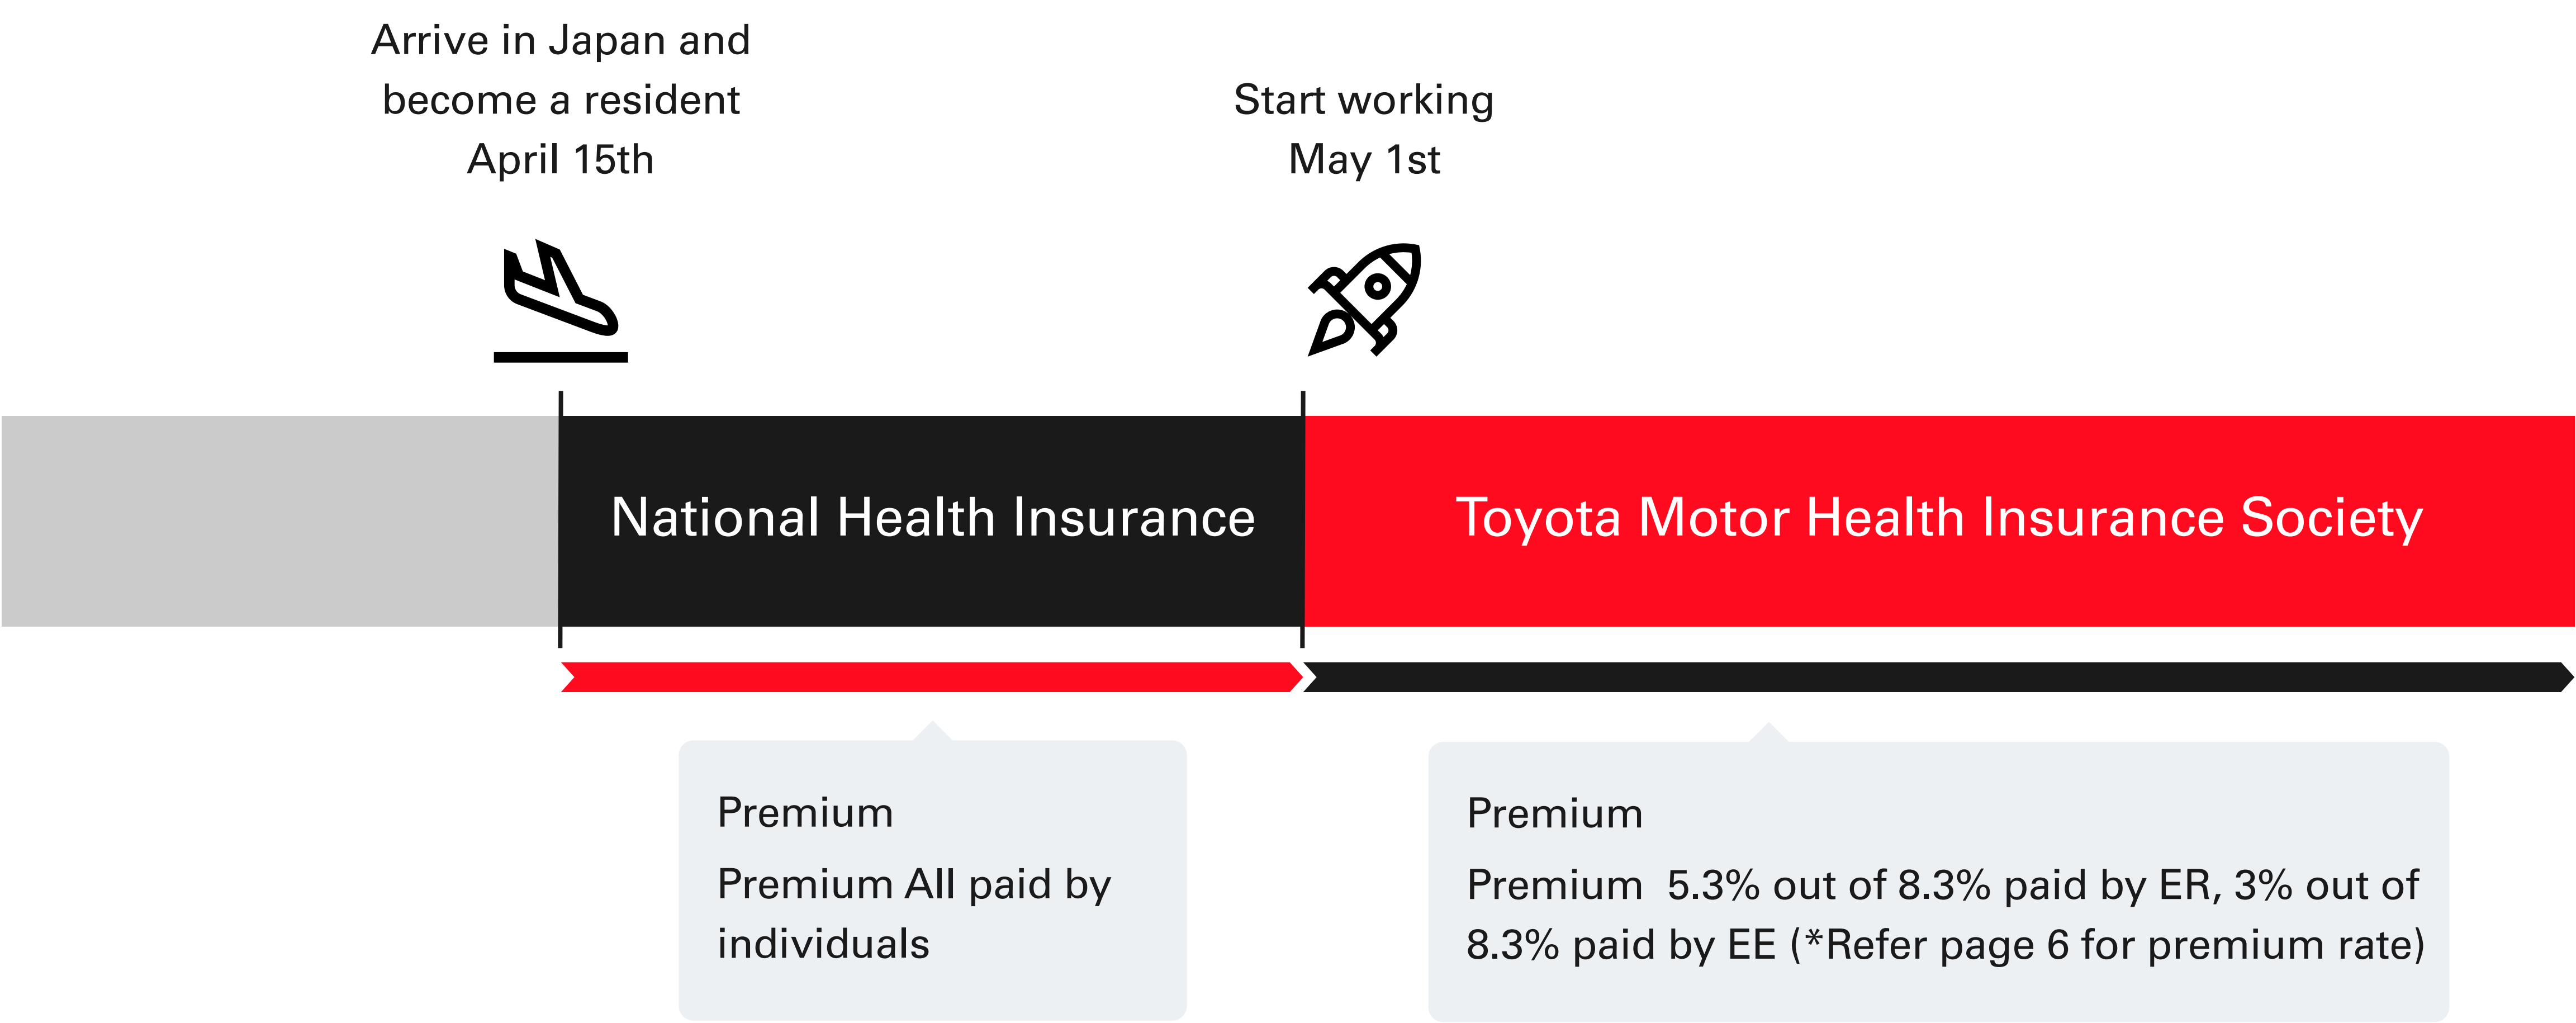 Arrive in Japan and
become a resident
April 15th
Start working
May 1st
National Health Insurance
Toyota Motor Health Insurance Society
Premium
Premium All paid by
individuals
Premium
Premium 5.3% out of 8.3% paid by ER, 3% out of
8.3% paid by EE (*Refer page 6 for premium rate)